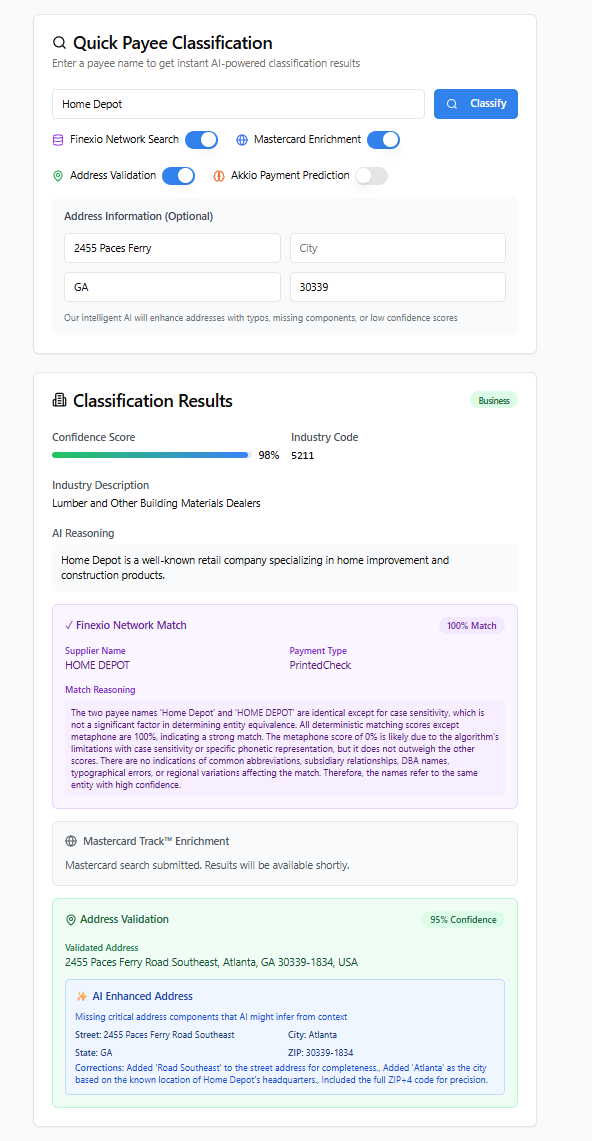 Quick Payee Classification
Enter a payee name to get instant AI-powered classification results
Home Depot
Classify
Finexio Network Search
Mastercard Enrichment
Address Validation
Akkio Payment Prediction
Address Information (Optional)
2455 Paces Ferry
City
GA
30339
Our intelligent AI will enhance addresses with typos, missing components, or low confidence scores
Classification Results
Business
Confidence Score
98%
Industry Code
5211
Industry Description
Lumber and Other Building Materials Dealers
AI Reasoning
Home Depot is a well-known retail company specializing in home improvement and
construction products.
✓ Finexio Network Match
100% Match
Supplier Name
HOME DEPOT
Payment Type
PrintedCheck
Match Reasoning
The two payee names 'Home Depot' and 'HOME DEPOT' are identical except for case sensitivity, which is
not a significant factor in determining entity equivalence. All deterministic matching scores except
metaphone are 100%, indicating a strong match. The metaphone score of 0% is likely due to the algorithm's
limitations with case sensitivity or specific phonetic representation, but it does not outweigh the other
scores. There are no indications of common abbreviations, subsidiary relationships, DBA names,
typographical errors, or regional variations affecting the match. Therefore, the names refer to the same
entity with high confidence.
Mastercard Track™ Enrichment
Mastercard search submitted. Results will be available shortly.
Address Validation
95% Confidence
Validated Address
2455 Paces Ferry Road Southeast, Atlanta, GA 30339-1834, USA
AI Enhanced Address
Missing critical address components that AI might infer from context
Street: 2455 Paces Ferry Road Southeast
City: Atlanta
State: GA
ZIP: 30339-1834
Corrections: Added 'Road Southeast' to the street address for completeness., Added 'Atlanta' as the city
based on the known location of Home Depot's headquarters., Included the full ZIP+4 code for precision.